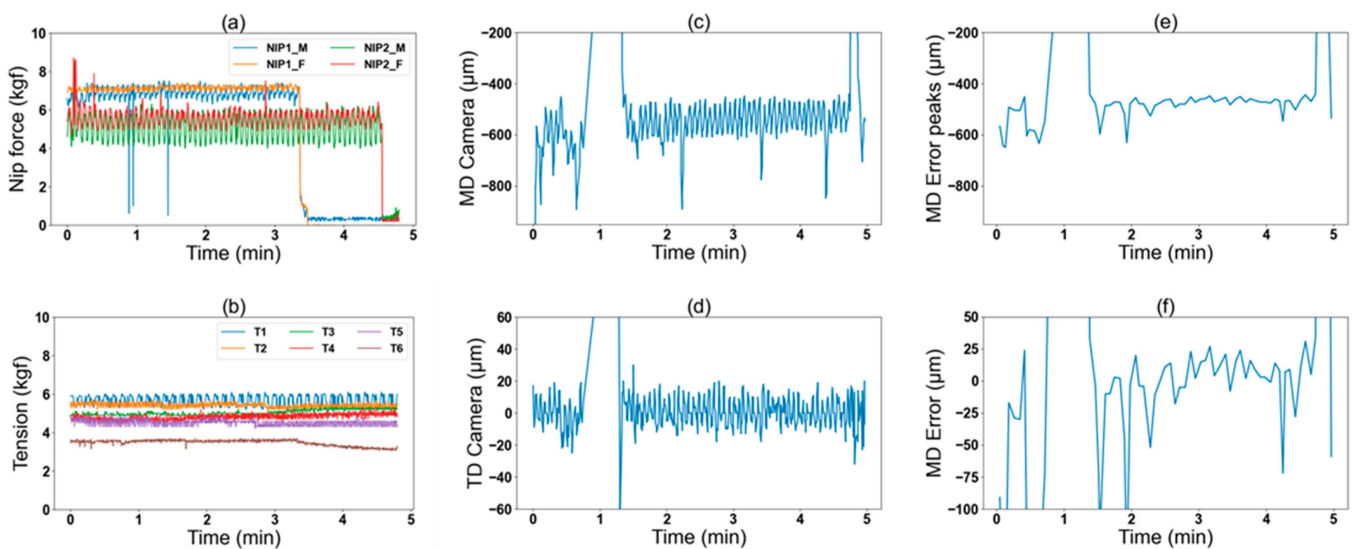 (a)
Nip force (kgf)
10
8
6
4
2
0
NIP1_M NIP2_M
NIP1_F NIP2_F
0 1 2 3 4 5
Time (min)
(c)
MD Camera (μm)
−200
−400
−600
−800
0 1 2 3 4 5
Time (min)
(e)
MD Error peaks (μm)
−200
−400
−600
−800
0 1 2 3 4 5
Time (min)
(b)
Tension (kgf)
10
8
6
4
2
0
T1 T3 T5
T2 T4 T6
0 1 2 3 4 5
Time (min)
(d)
TD Camera (μm)
60
40
20
0
−20
−40
−60
0 1 2 3 4 5
Time (min)
(f)
MD Error (μm)
50
25
0
−25
−50
−75
−100
0 1 2 3 4 5
Time (min)